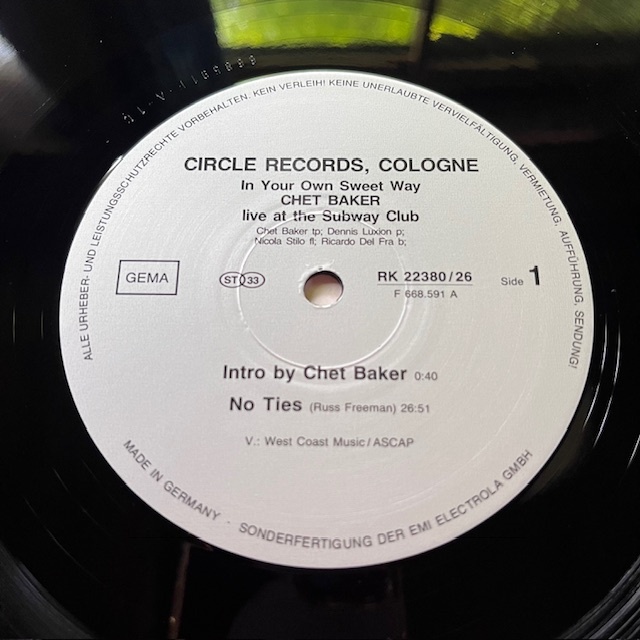 ALLE URHEBER- UND LEISTUNGSSCHUTZRECHTE VORBEHALTEN. KEIN VERLEIH! KEINE UNERLAUBTE VERVIELFÄLTIGUNG, VERMIETUNG, AUFFÜHRUNG, SENDUNG!
CIRCLE RECORDS, COLOGNE
In Your Own Sweet Way
CHET BAKER
live at the Subway Club
Chet Baker tp; Dennis Luxion p;
Nicola Stilo fl; Ricardo Del Fra b;
GEMA
ST 33
RK 22380/26
F 668.591 A
Side 1
Intro by Chet Baker 0:40
No Ties (Russ Freeman) 26:51
V.: West Coast Music/ASCAP
MADE IN GERMANY · SONDERFERTIGUNG DER EMI ELECTROLA GMBH